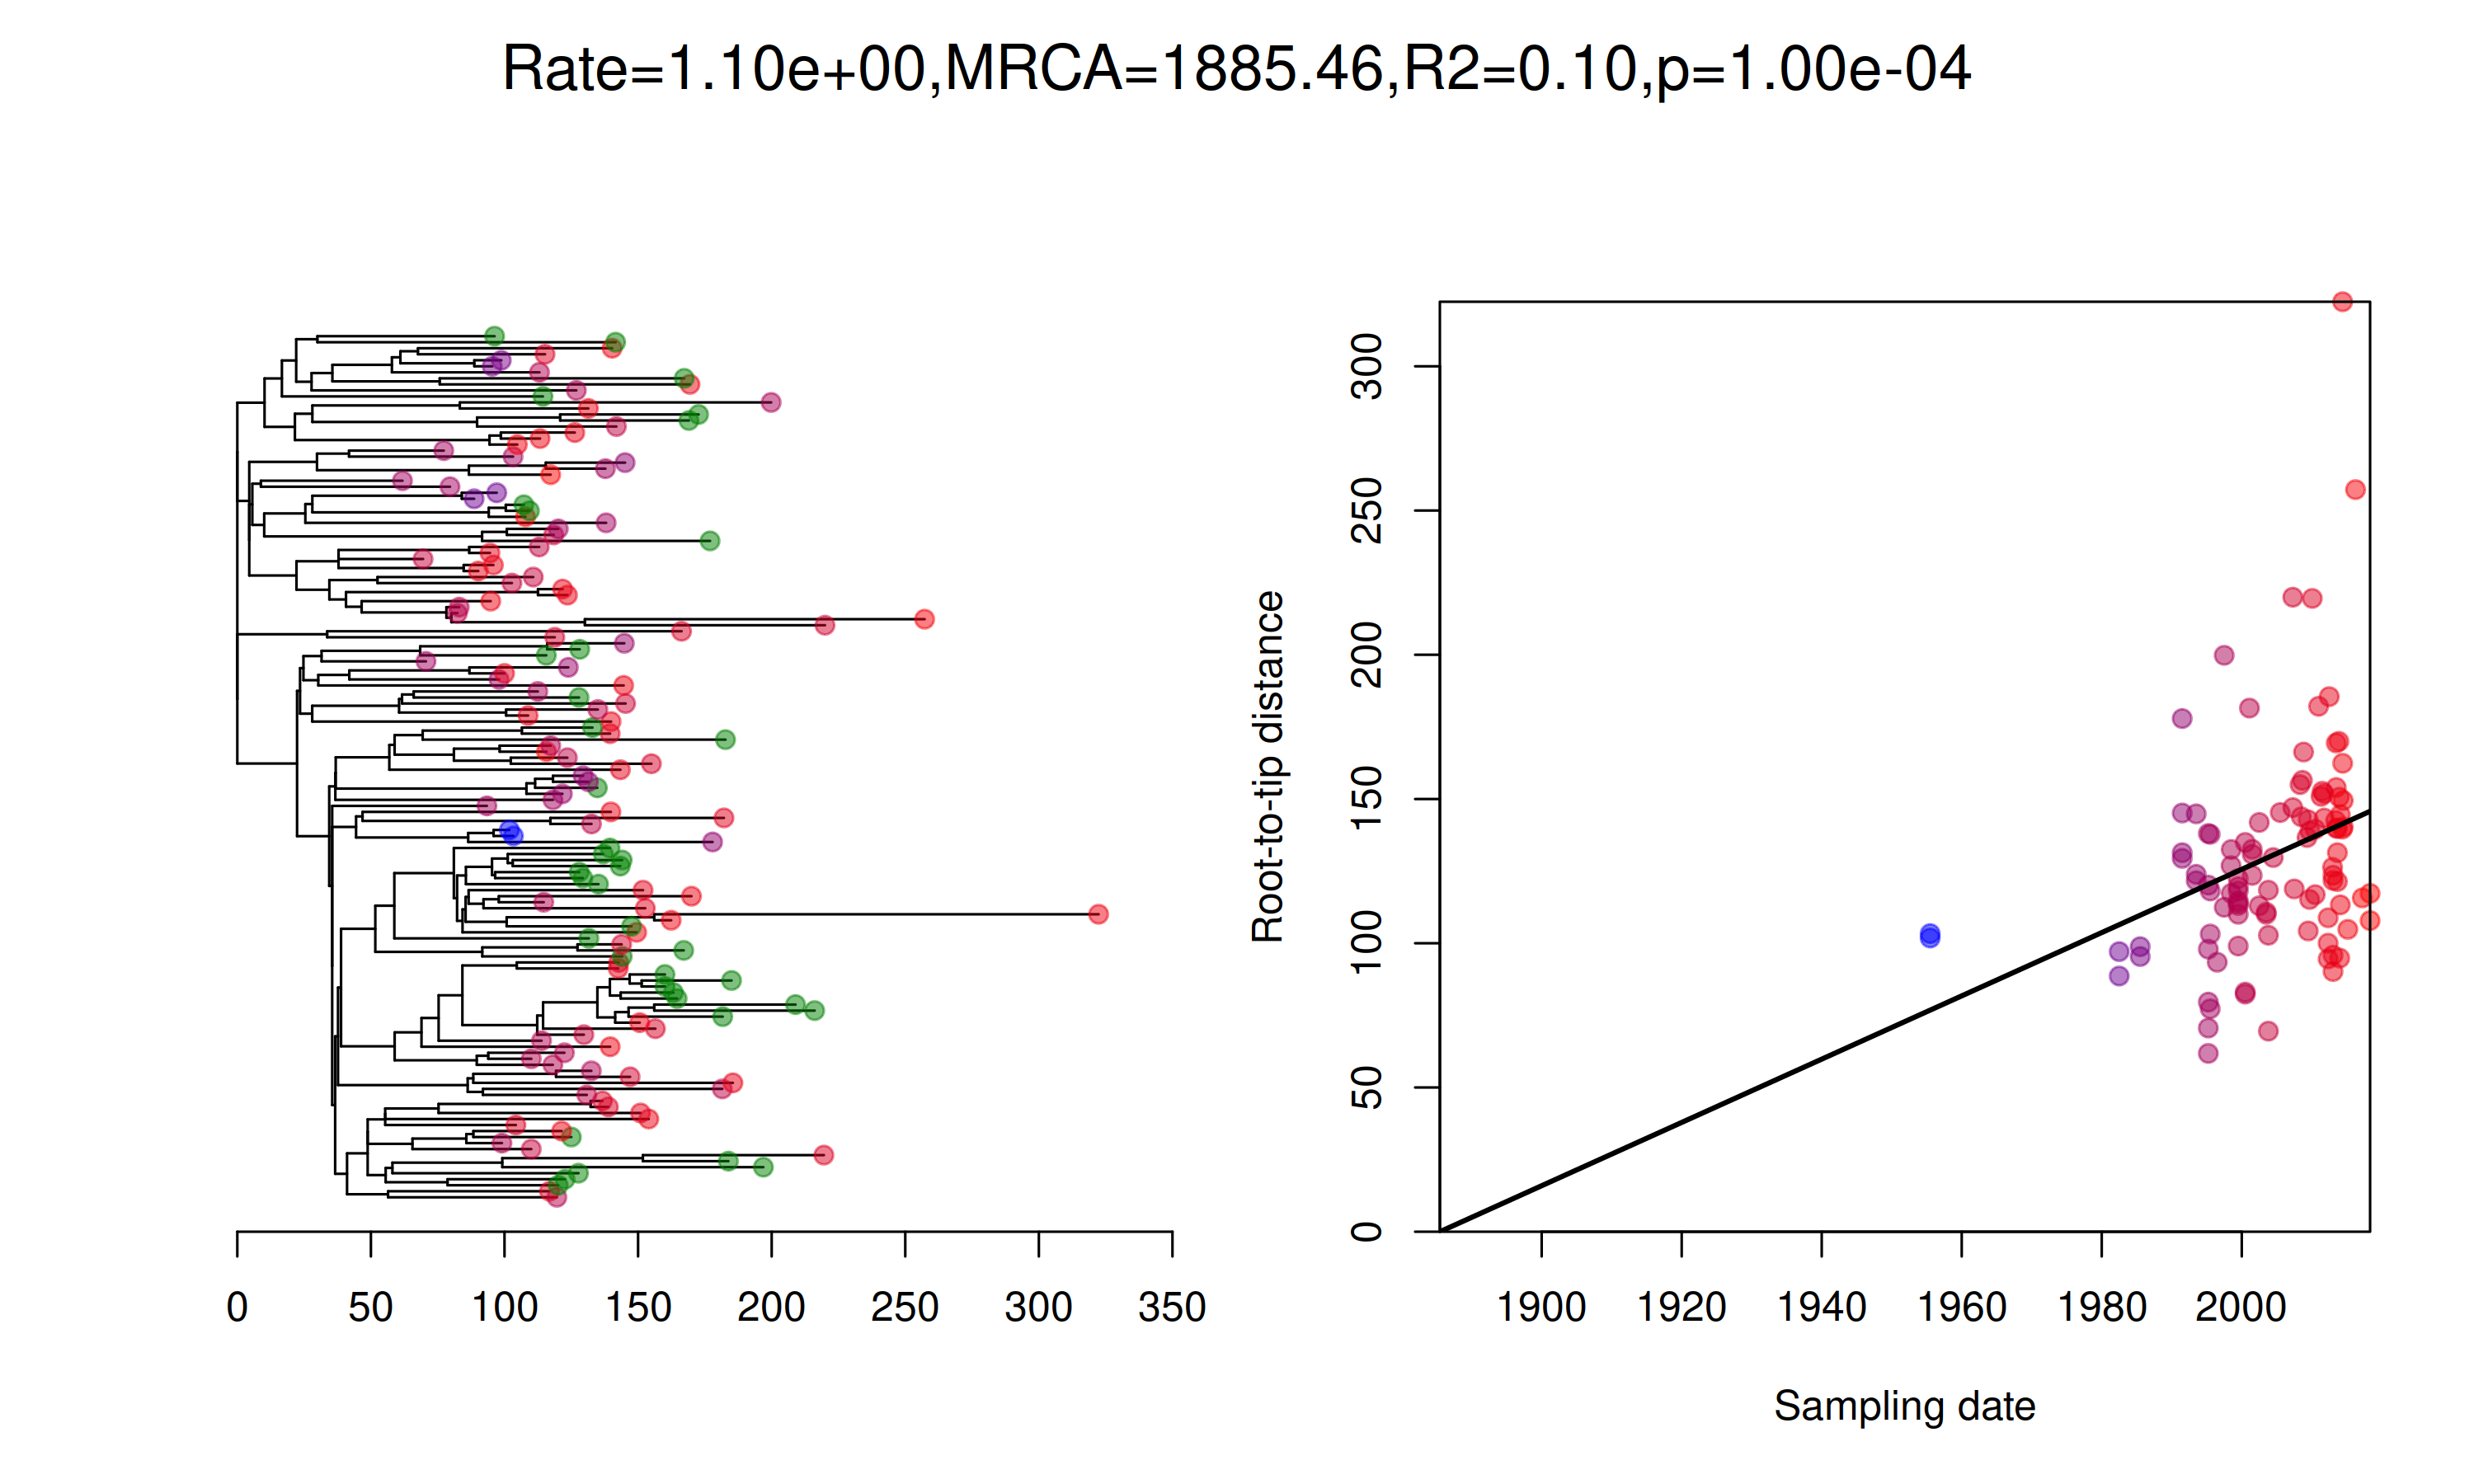 Rate=1.10e+00,MRCA=1885.46,R2=0.10,p=1.00e-04
0 50 100 150 200 250 300 350
Root-to-tip distance
0 50 100 150 200 250 300
1900 1920 1940 1960 1980 2000
Sampling date